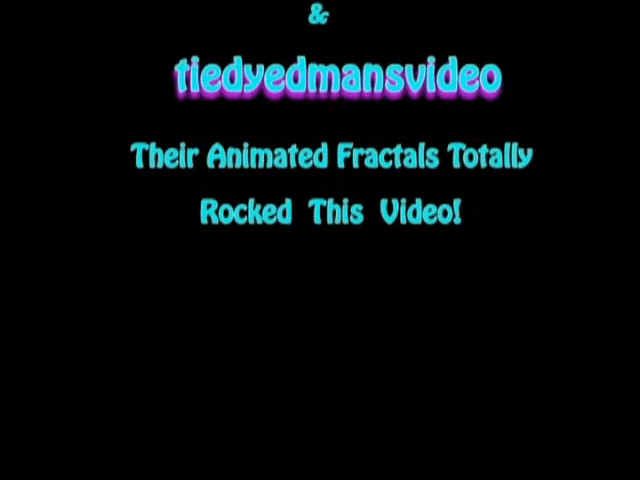 &
tiedyedmansvideo
Their Animated Fractals Totally
Rocked This Video!